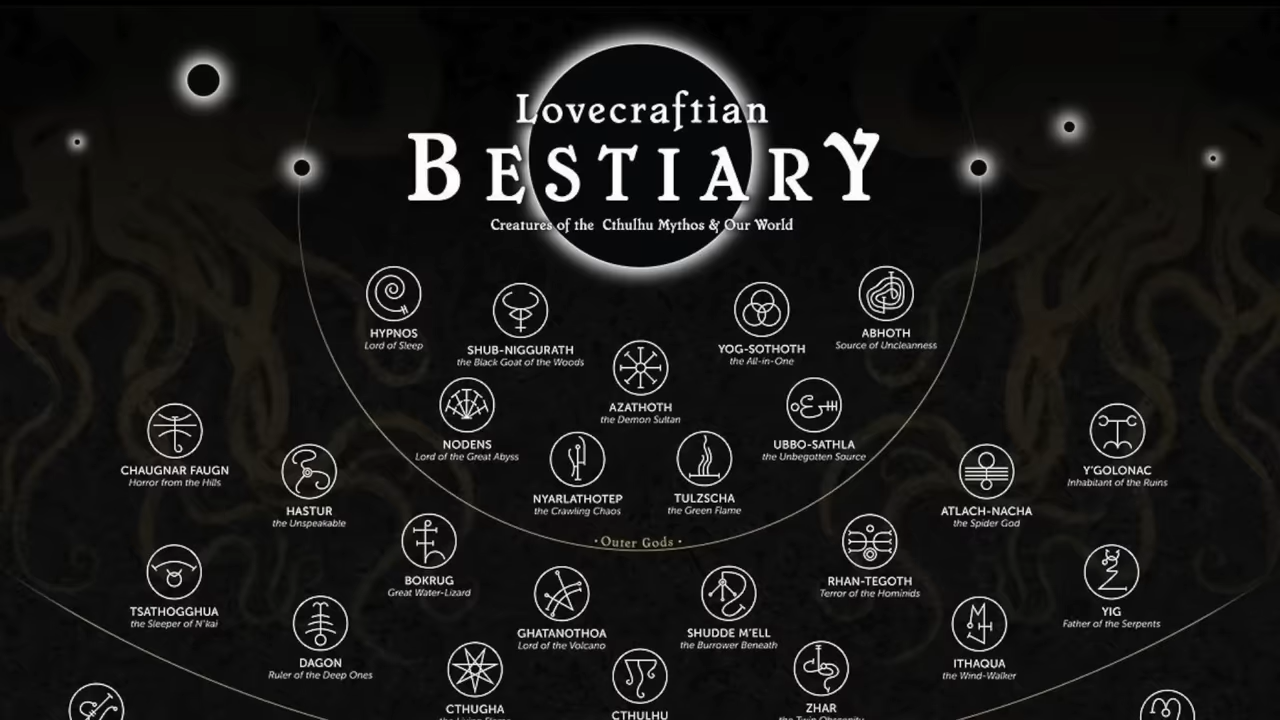 Lovecraftian
BESTIARY
Creatures of the Cthulhu Mythos & Our World
HYPNOS
Lord of Sleep
SHUB-NIGGURATH
the Black Goat of the Woods
AZATHOTH
the Demon Sultan
YOG-SOTHOTH
the All-in-One
ABHOTH
Source of Uncleanness
NODENS
Lord of the Great Abyss
UBBO-SATHLA
the Unbegotten Source
NYARLATHOTEP
the Crawling Chaos
TULZSCHA
the Green Flame
· Outer Gods ·
CHAUGNAR FAUGN
Horror from the Hills
HASTUR
the Unspeakable
ATLACH-NACHA
the Spider God
Y'GOLONAC
Inhabitant of the Ruins
BOKRUG
Great Water-Lizard
RHAN-TEGOTH
Terror of the Hominids
TSATHOGGHUA
the Sleeper of N'kai
GHATANOTHOA
Lord of the Volcano
SHUDDE M'ELL
the Burrower Beneath
YIG
Father of the Serpents
DAGON
Ruler of the Deep Ones
ITHAQUA
the Wind-Walker
CTHUGHA
CTHULHU
ZHAR